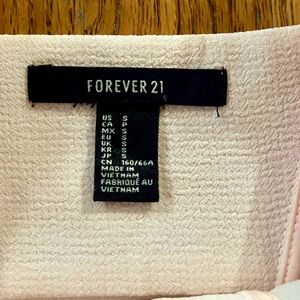 FOREVER 21
US S
CA P
MX S
EU S
UK S
KR S
JP S
CN 160/66A
MADE IN
VIETNAM
FABRIQUÉ AU
VIETNAM